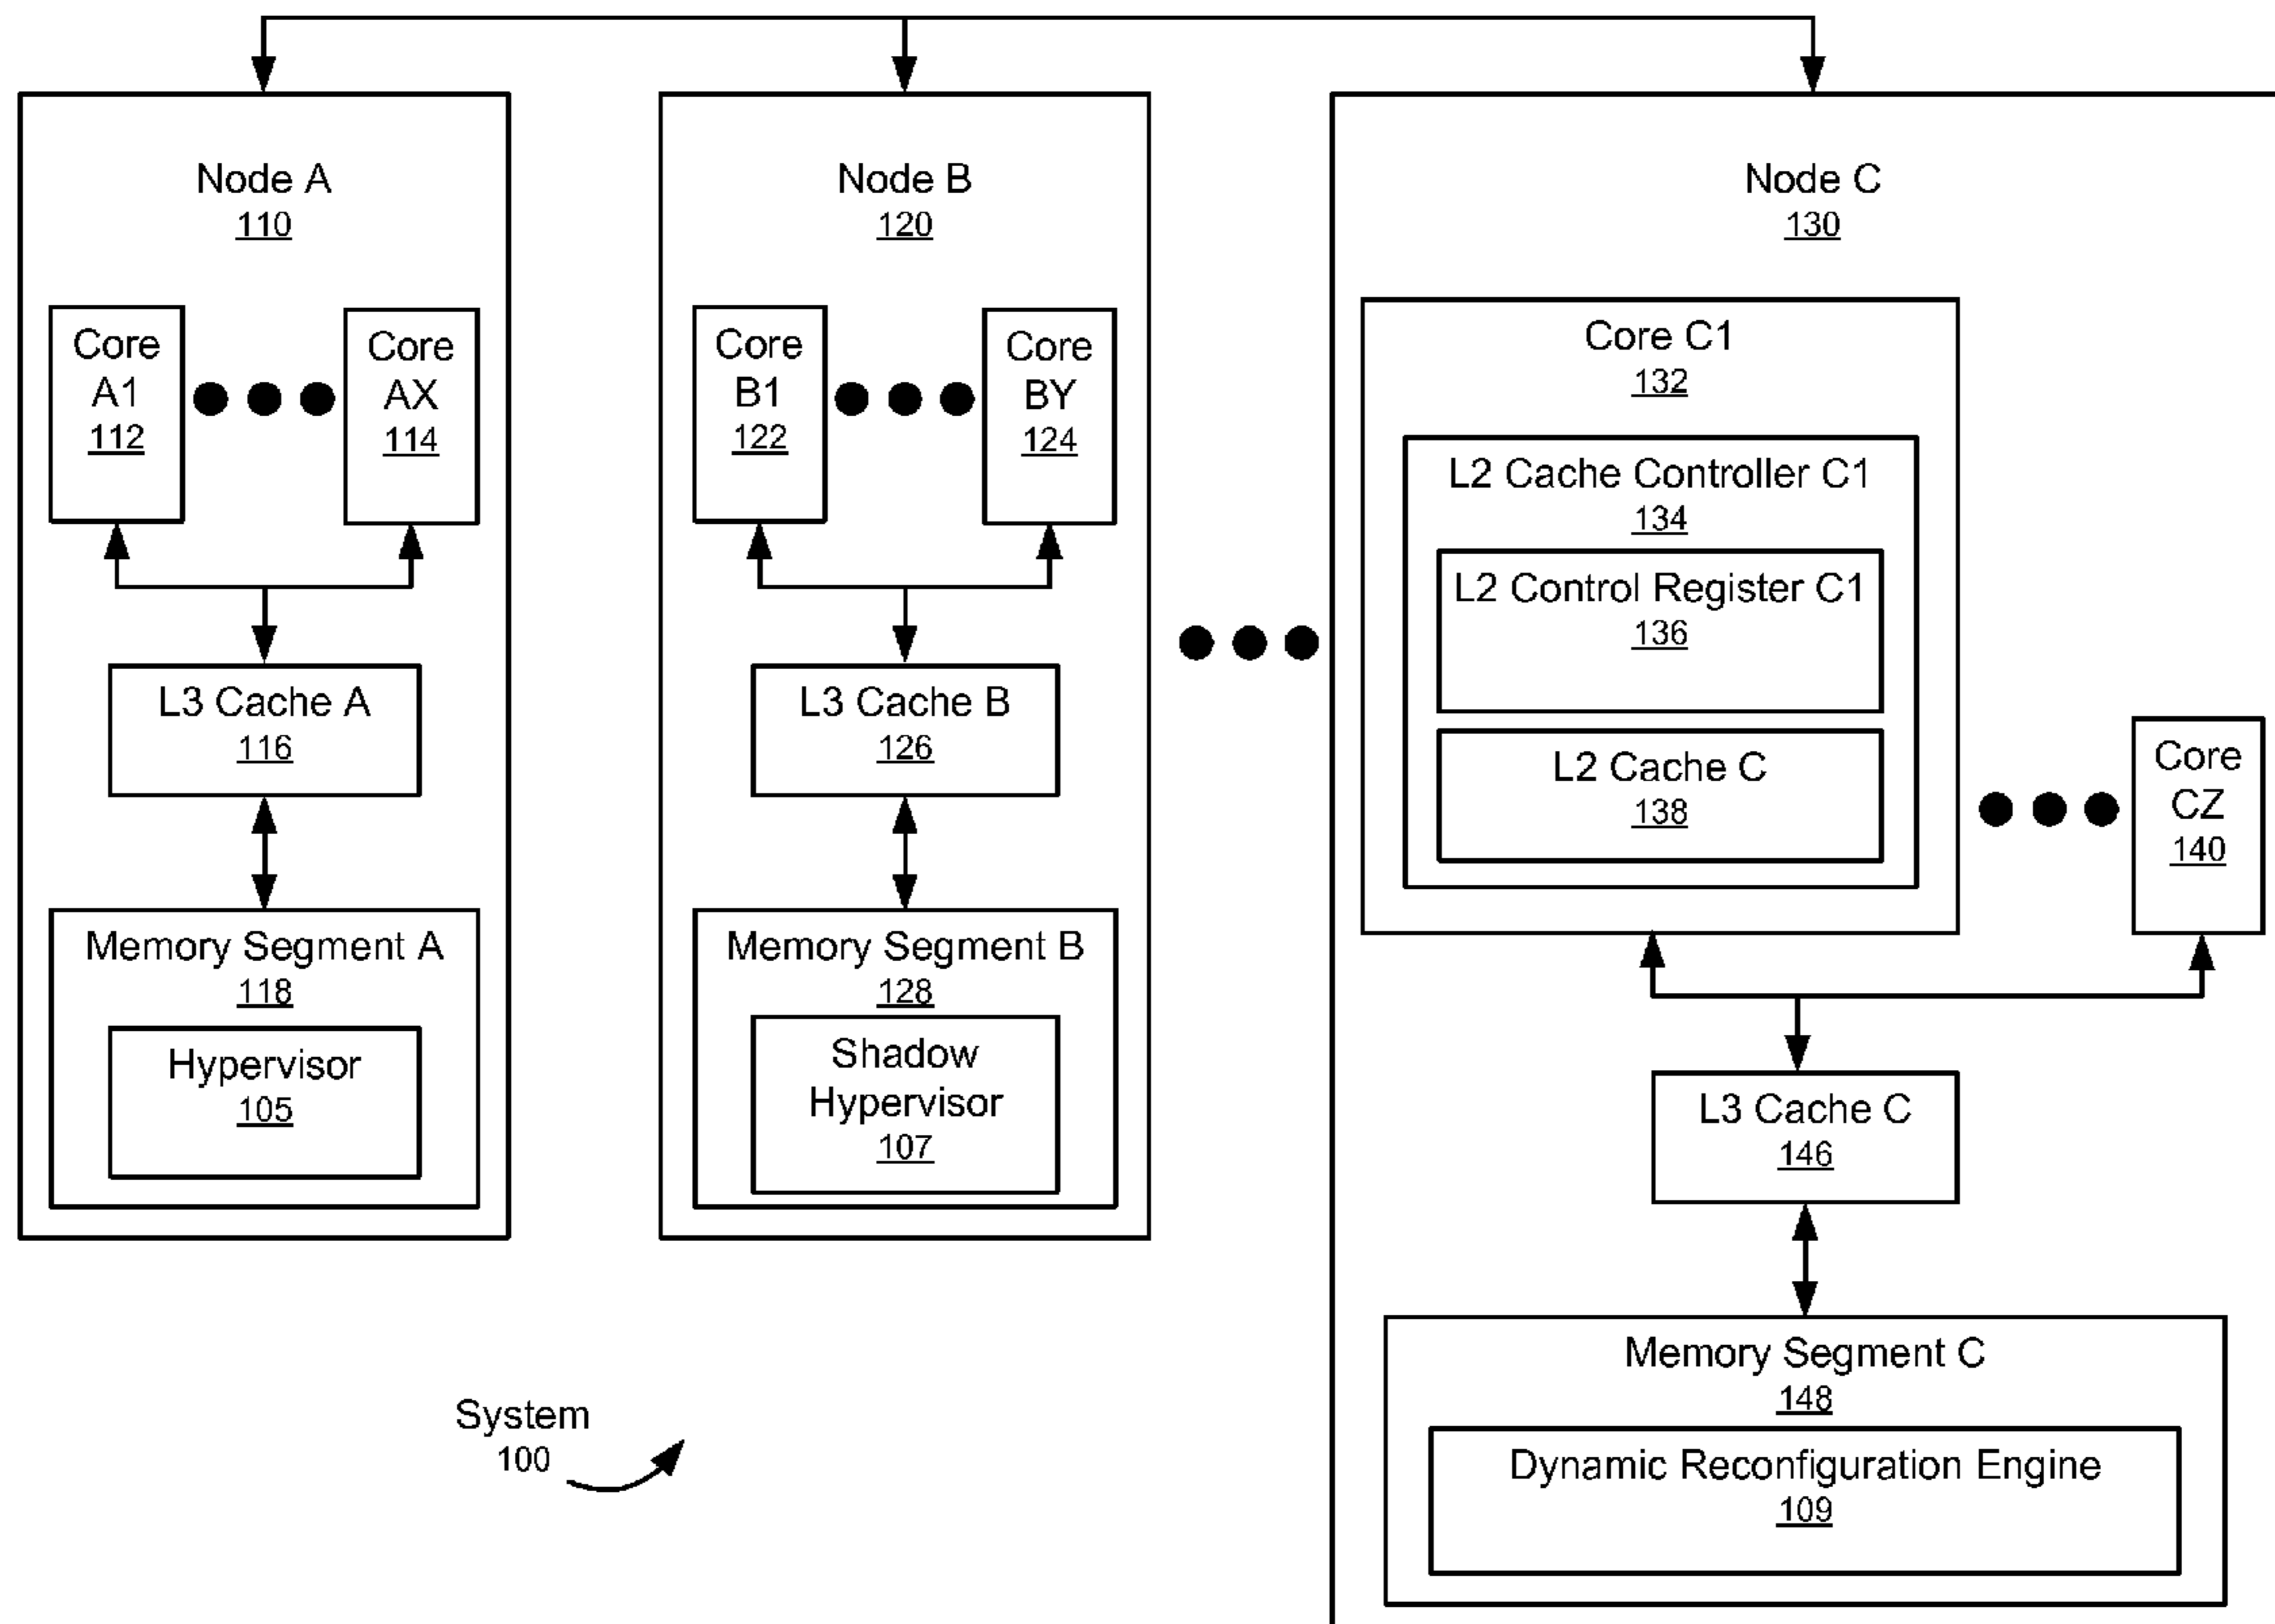 Node A
110
Core
A1
112
Core
AX
114
L3 Cache A
116
Memory Segment A
118
Hypervisor
105
Node B
120
Core
B1
122
Core
BY
124
L3 Cache B
126
Memory Segment B
128
Shadow
Hypervisor
107
Node C
130
Core C1
132
L2 Cache Controller C1
134
L2 Control Register C1
136
L2 Cache C
138
Core
CZ
140
L3 Cache C
146
Memory Segment C
148
Dynamic Reconfiguration Engine
109
System
100